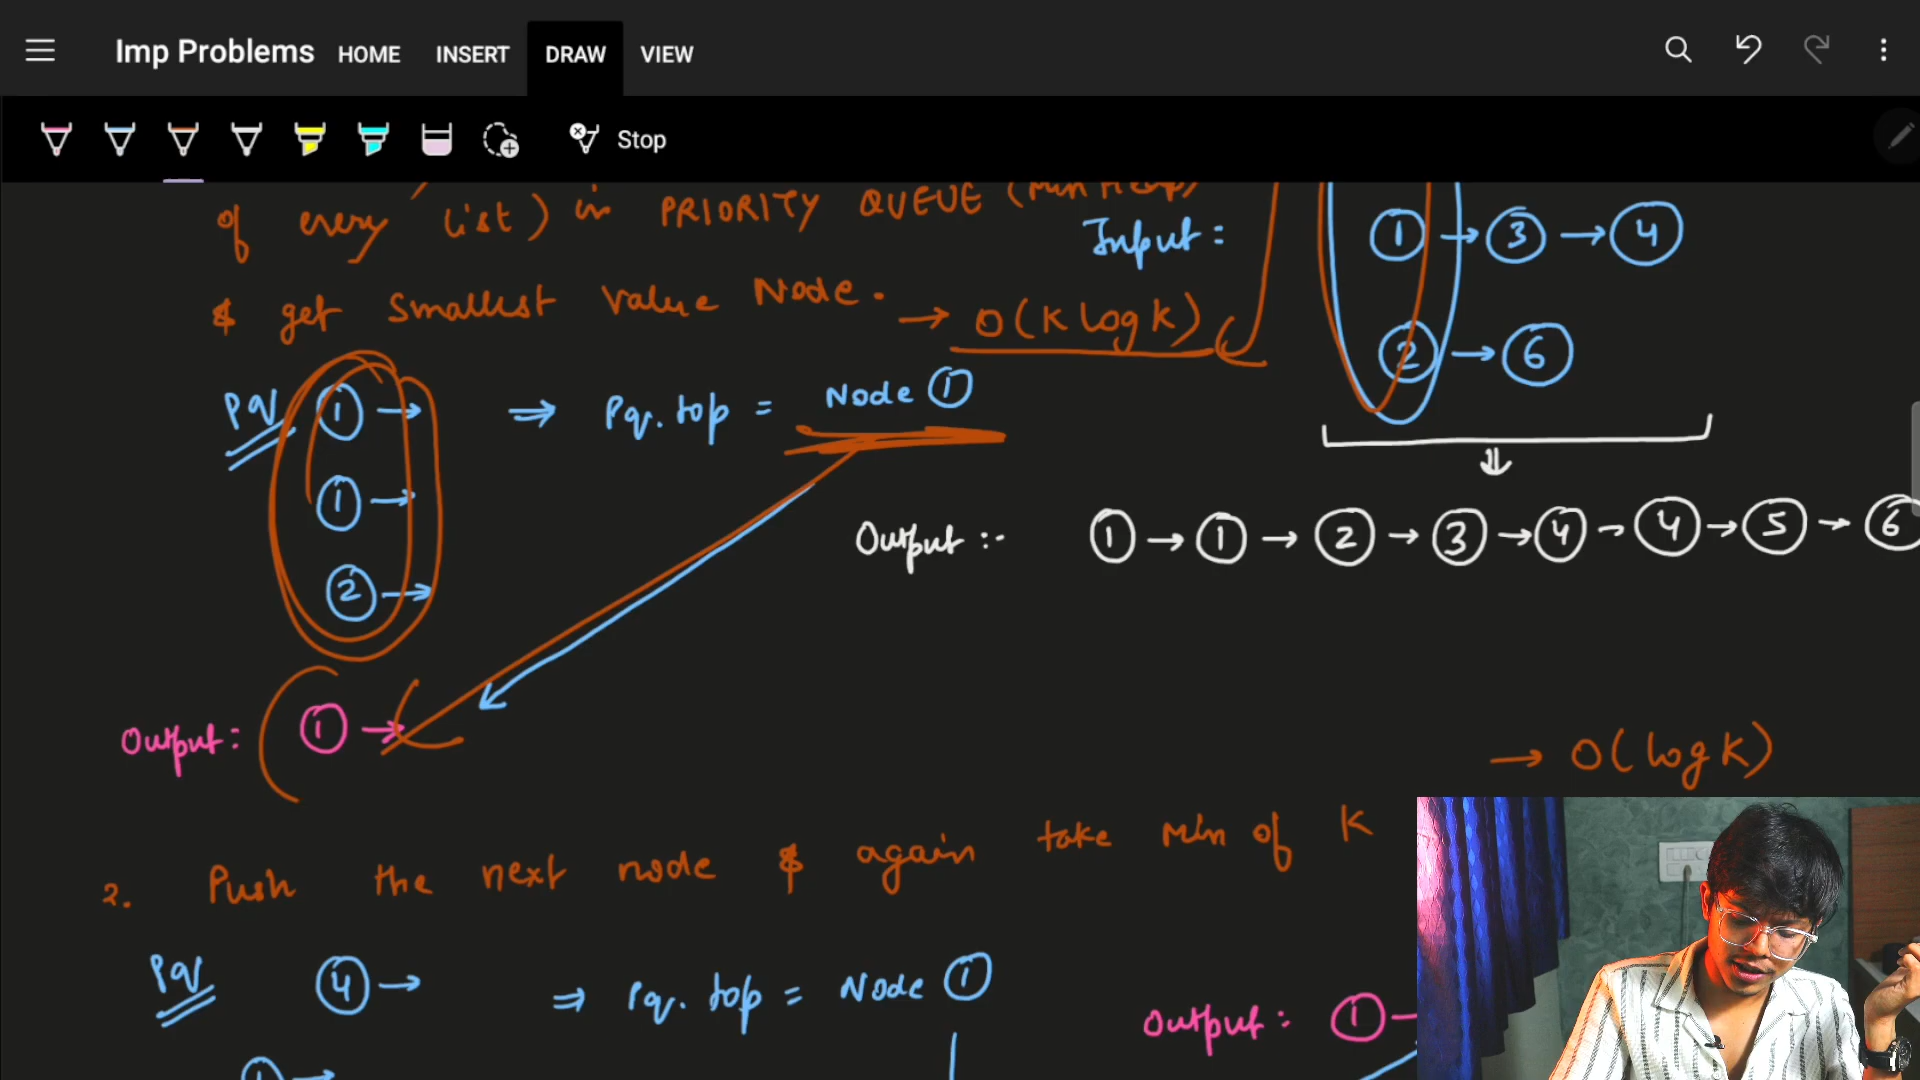 Imp Problems HOME INSERT DRAW VIEW
Stop
of every list) in PRIORITY QUEUE (Min Heap)
& get smallest value Node. → O(K log K)
Input:
1 → 3 → 4
2 → 6
Pq 1 → ⇒ Pq.top = Node 1
1 →
2 →
Output:- 1 → 1 → 2 → 3 → 4 → 4 → 5 → 6
Output: 1 →
→ O(log K)
2. Push the next node & again take Min of K
Pq 4 → ⇒ Pq.top = Node 1
Output: 1
1 →